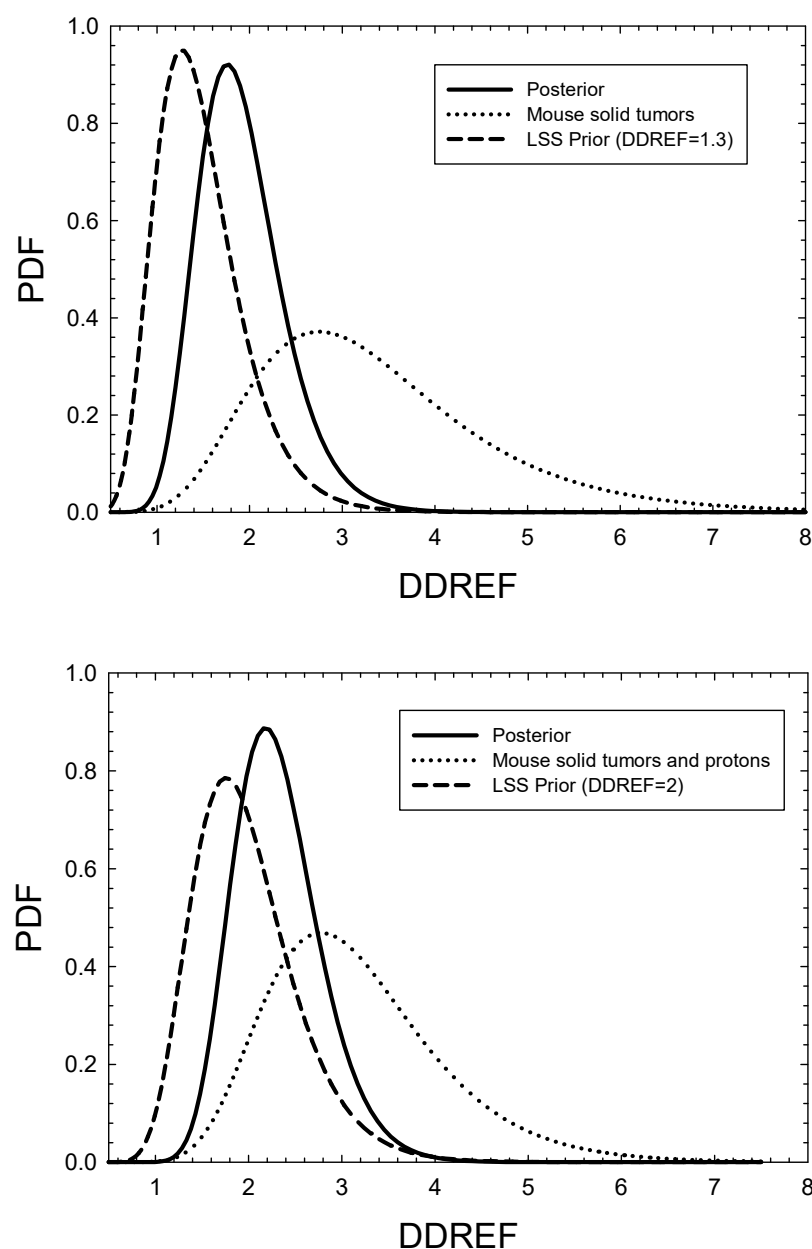 1.0
0.8
0.6
0.4
0.2
0.0
PDF
Posterior
Mouse solid tumors
LSS Prior (DDREF=1.3)
1 2 3 4 5 6 7 8
DDREF
1.0
0.8
0.6
0.4
0.2
0.0
PDF
Posterior
Mouse solid tumors and protons
LSS Prior (DDREF=2)
1 2 3 4 5 6 7 8
DDREF